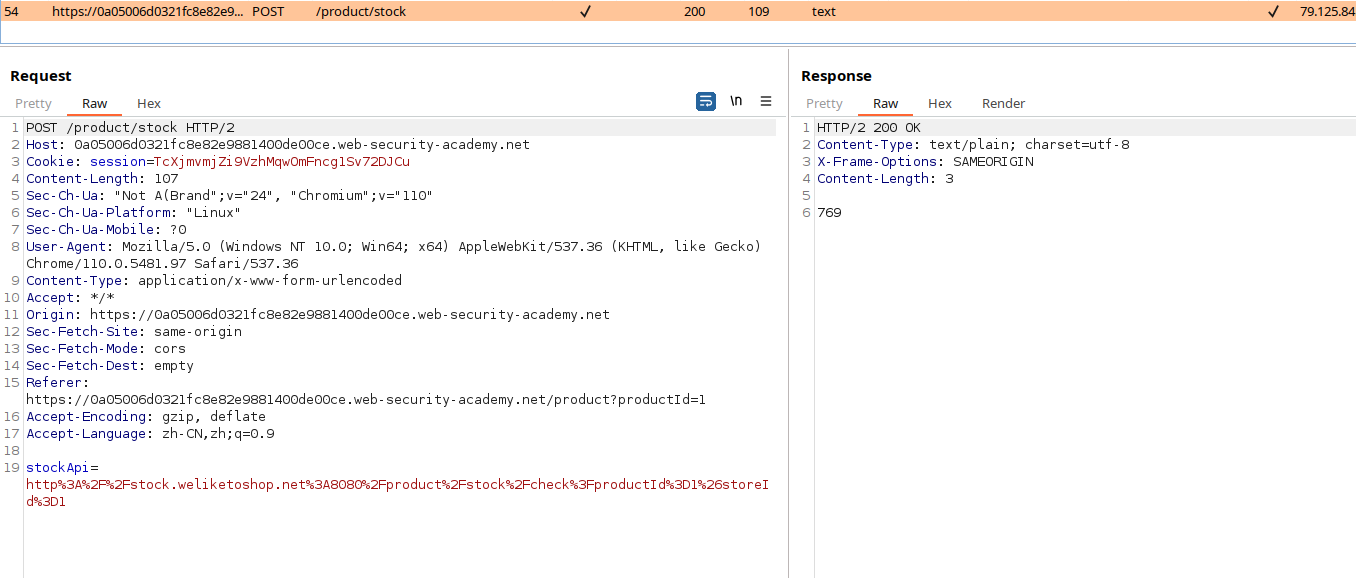 54 https://0a05006d0321fc8e82e9... POST /product/stock ✓ 200 109 text ✓ 79.125.84
Request
Pretty Raw Hex
\n
1 POST /product/stock HTTP/2
2 Host: 0a05006d0321fc8e82e9881400de00ce.web-security-academy.net
3 Cookie: session=TcXjmvmjZi9VzhMqwOmFncg1Sv72DJCu
4 Content-Length: 107
5 Sec-Ch-Ua: "Not A(Brand";v="24", "Chromium";v="110"
6 Sec-Ch-Ua-Platform: "Linux"
7 Sec-Ch-Ua-Mobile: ?0
8 User-Agent: Mozilla/5.0 (Windows NT 10.0; Win64; x64) AppleWebKit/537.36 (KHTML, like Gecko)
Chrome/110.0.5481.97 Safari/537.36
9 Content-Type: application/x-www-form-urlencoded
10 Accept: */*
11 Origin: https://0a05006d0321fc8e82e9881400de00ce.web-security-academy.net
12 Sec-Fetch-Site: same-origin
13 Sec-Fetch-Mode: cors
14 Sec-Fetch-Dest: empty
15 Referer:
https://0a05006d0321fc8e82e9881400de00ce.web-security-academy.net/product?productId=1
16 Accept-Encoding: gzip, deflate
17 Accept-Language: zh-CN,zh;q=0.9
18
19 stockApi=
http%3A%2F%2Fstock.weliketoshop.net%3A8080%2Fproduct%2Fstock%2Fcheck%3FproductId%3D1%26storeI
d%3D1
Response
Pretty Raw Hex Render
1 HTTP/2 200 OK
2 Content-Type: text/plain; charset=utf-8
3 X-Frame-Options: SAMEORIGIN
4 Content-Length: 3
5
6 769